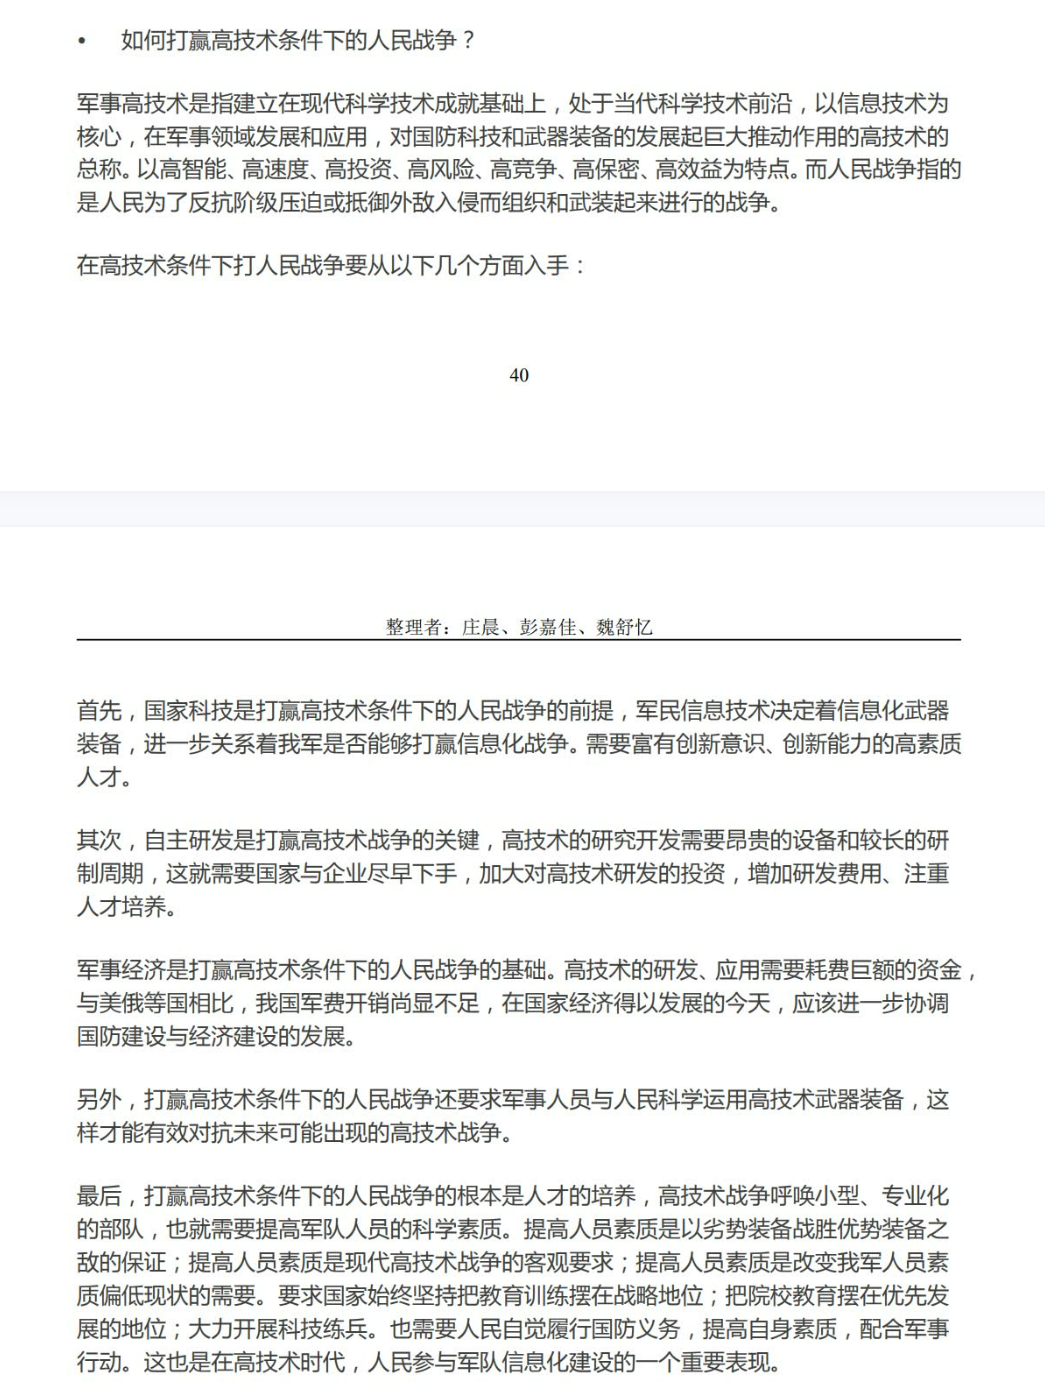 • 如何打赢高技术条件下的人民战争？
军事高技术是指建立在现代科学技术成就基础上，处于当代科学技术前沿，以信息技术为
核心，在军事领域发展和应用，对国防科技和武器装备的发展起巨大推动作用的高技术的
总称。以高智能、高速度、高投资、高风险、高竞争、高保密、高效益为特点。而人民战争指的
是人民为了反抗阶级压迫或抵御外敌入侵而组织和武装起来进行的战争。
在高技术条件下打人民战争要从以下几个方面入手：
40
整理者：庄晨、彭嘉佳、魏舒忆
首先，国家科技是打赢高技术条件下的人民战争的前提，军民信息技术决定着信息化武器
装备，进一步关系着我军是否能够打赢信息化战争。需要富有创新意识、创新能力的高素质
人才。
其次，自主研发是打赢高技术战争的关键，高技术的研究开发需要昂贵的设备和较长的研
制周期，这就需要国家与企业尽早下手，加大对高技术研发的投资，增加研发费用、注重
人才培养。
军事经济是打赢高技术条件下的人民战争的基础。高技术的研发、应用需要耗费巨额的资金，
与美俄等国相比，我国军费开销尚显不足，在国家经济得以发展的今天，应该进一步协调
国防建设与经济建设的发展。
另外，打赢高技术条件下的人民战争还要求军事人员与人民科学运用高技术武器装备，这
样才能有效对抗未来可能出现的高技术战争。
最后，打赢高技术条件下的人民战争的根本是人才的培养，高技术战争呼唤小型、专业化
的部队，也就需要提高军队人员的科学素质。提高人员素质是以劣势装备战胜优势装备之
敌的保证；提高人员素质是现代高技术战争的客观要求；提高人员素质是改变我军人员素
质偏低现状的需要。要求国家始终坚持把教育训练摆在战略地位；把院校教育摆在优先发
展的地位；大力开展科技练兵。也需要人民自觉履行国防义务，提高自身素质，配合军事
行动。这也是在高技术时代，人民参与军队信息化建设的一个重要表现。